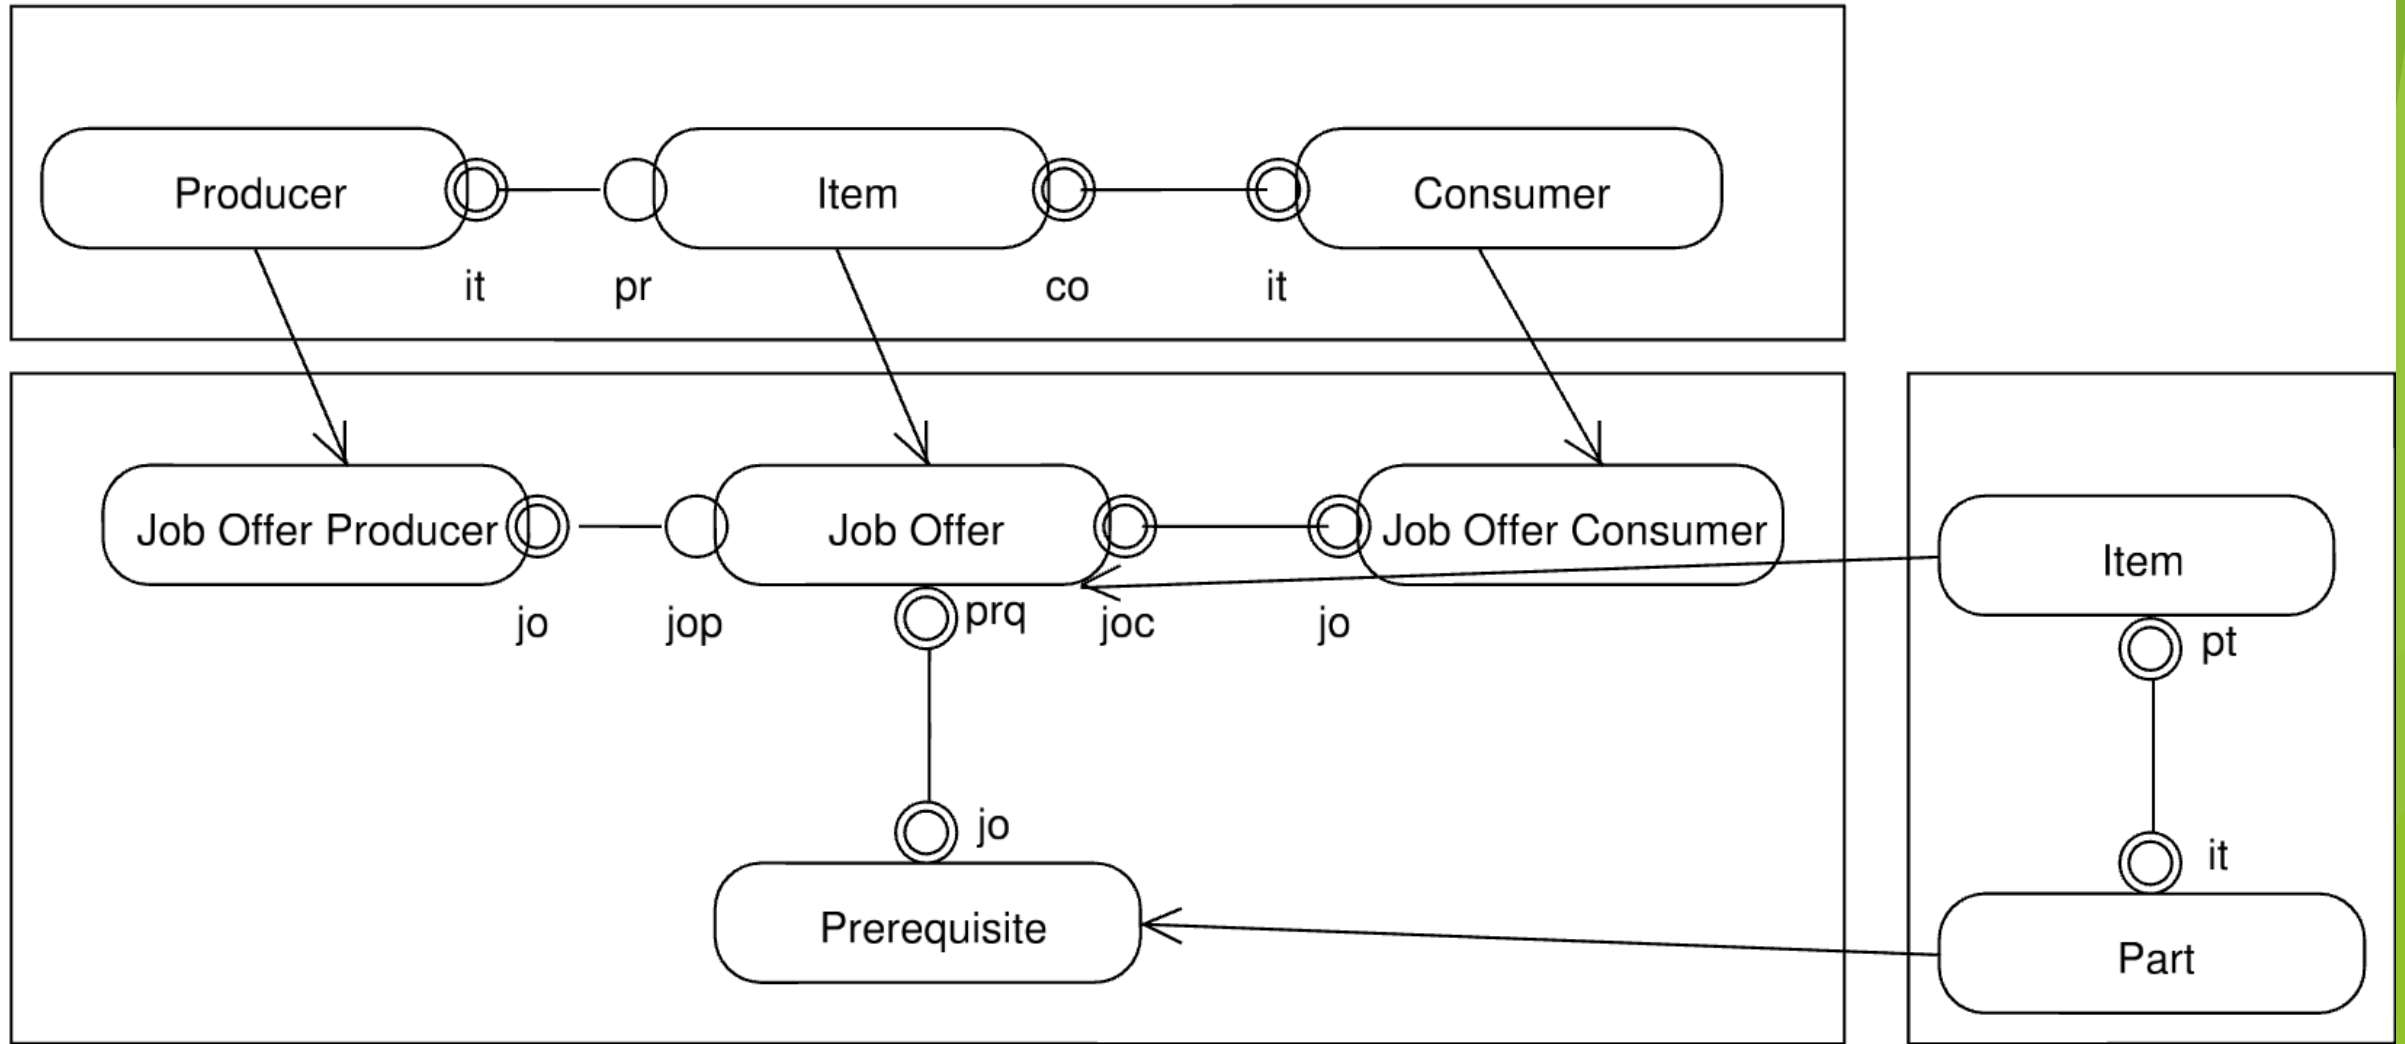 Producer
Item
Consumer
it
pr
co
it
Job Offer Producer
Job Offer
Job Offer Consumer
Item
jo
jop
prq
joc
jo
pt
jo
it
Prerequisite
Part